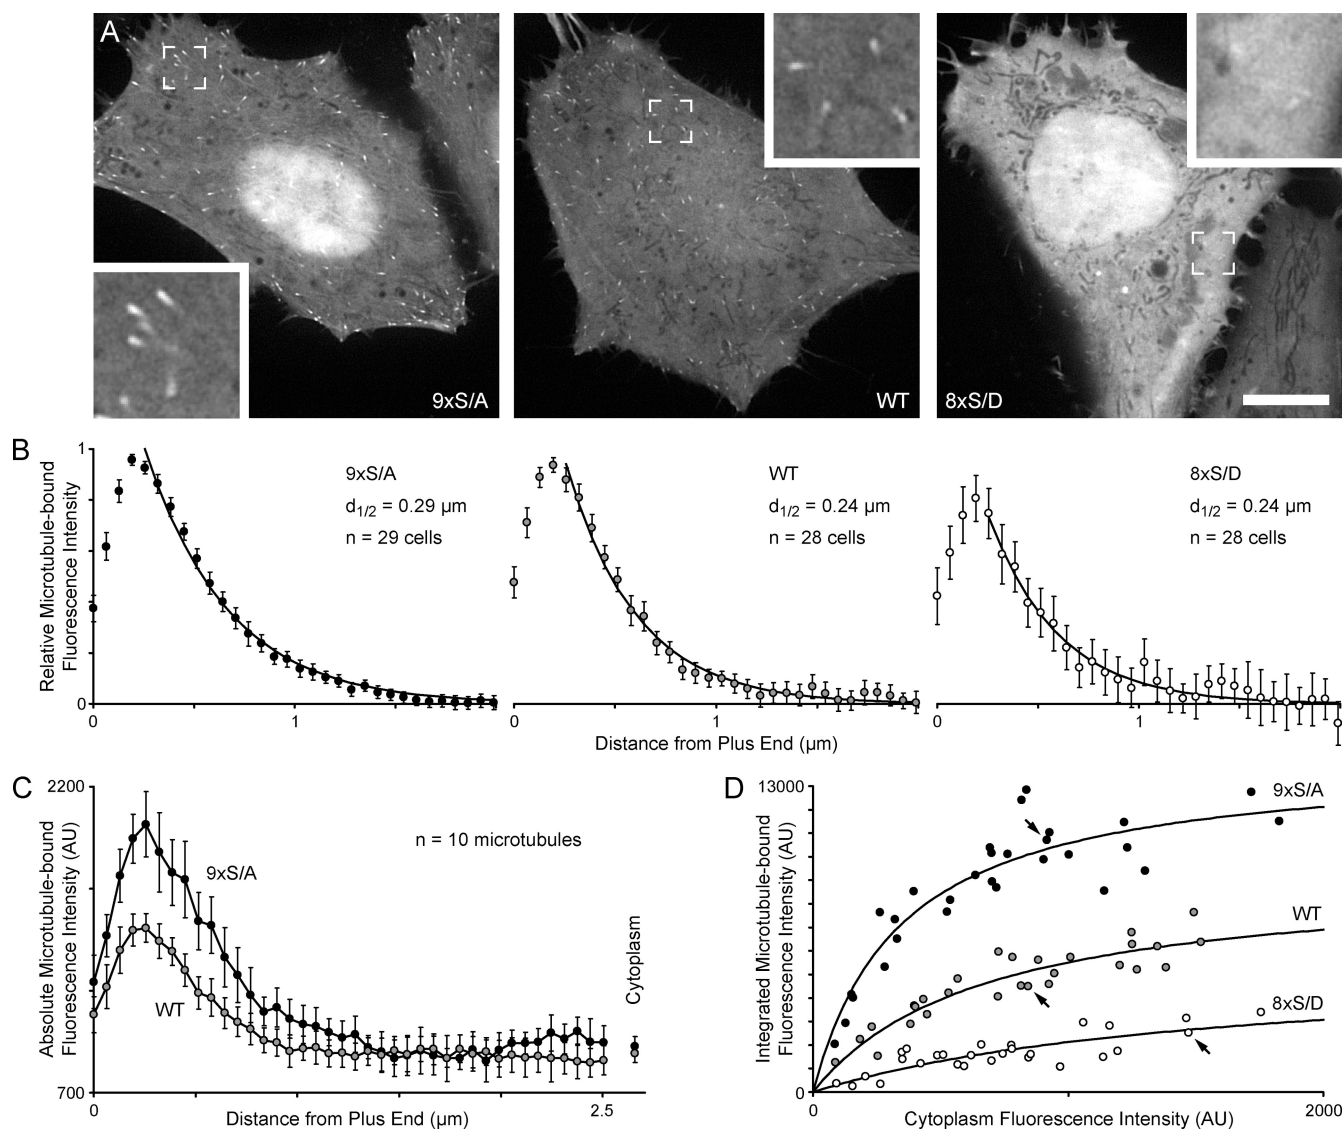 A
9xS/A
WT
8xS/D
B
Relative Microtubule-bound
Fluorescence Intensity
1
0
0
1
9xS/A
d1/2 = 0.29 µm
n = 29 cells
0
1
WT
d1/2 = 0.24 µm
n = 28 cells
0
1
8xS/D
d1/2 = 0.24 µm
n = 28 cells
Distance from Plus End (µm)
C
Absolute Microtubule-bound
Fluorescence Intensity (AU)
2200
700
9xS/A
WT
n = 10 microtubules
Cytoplasm
0
2.5
Distance from Plus End (µm)
D
Integrated Microtubule-bound
Fluorescence Intensity (AU)
13000
0
9xS/A
WT
8xS/D
0
2000
Cytoplasm Fluorescence Intensity (AU)